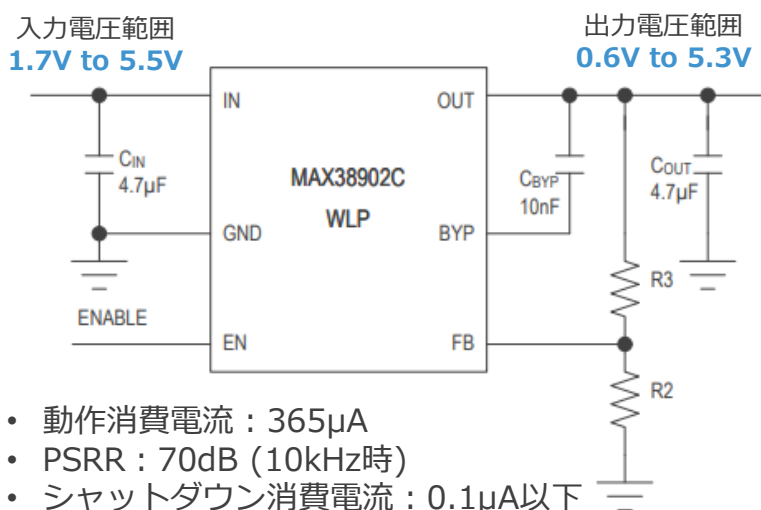 入力電圧範囲
1.7V to 5.5V
出力電圧範囲
0.6V to 5.3V
IN
OUT
CIN
4.7µF
MAX38902C
WLP
CBYP
10nF
COUT
4.7µF
GND
BYP
R3
ENABLE
EN
FB
R2
• 動作消費電流：365µA
• PSRR：70dB (10kHz時)
• シャットダウン消費電流：0.1µA以下